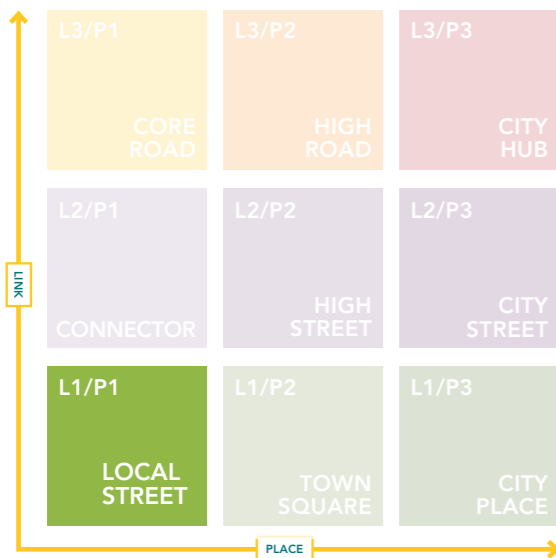 L3/P1
CORE
ROAD
L3/P2
HIGH
ROAD
L3/P3
CITY
HUB
L2/P1
CONNECTOR
L2/P2
HIGH
STREET
L2/P3
CITY
STREET
LINK
L1/P1
LOCAL
STREET
L1/P2
TOWN
SQUARE
L1/P3
CITY
PLACE
PLACE